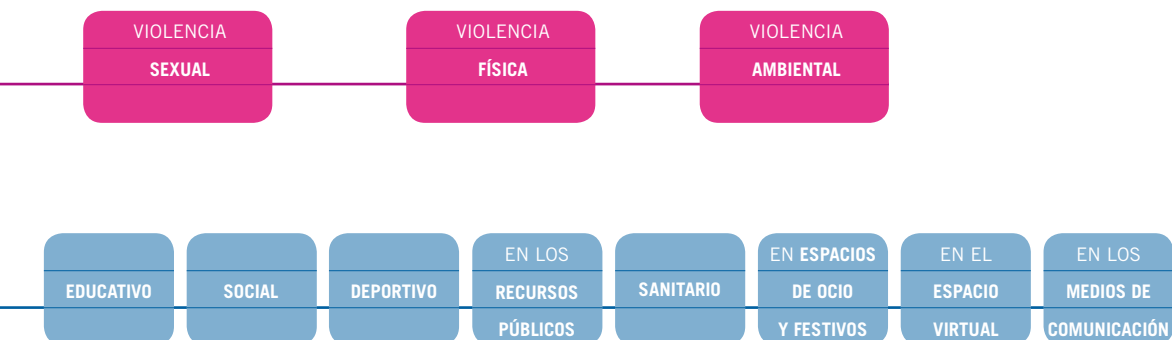 VIOLENCIA
SEXUAL
VIOLENCIA
FÍSICA
VIOLENCIA
AMBIENTAL
EDUCATIVO
SOCIAL
DEPORTIVO
EN LOS
RECURSOS
PÚBLICOS
SANITARIO
EN ESPACIOS
DE OCIO
Y FESTIVOS
EN EL
ESPACIO
VIRTUAL
EN LOS
MEDIOS DE
COMUNICACIÓN